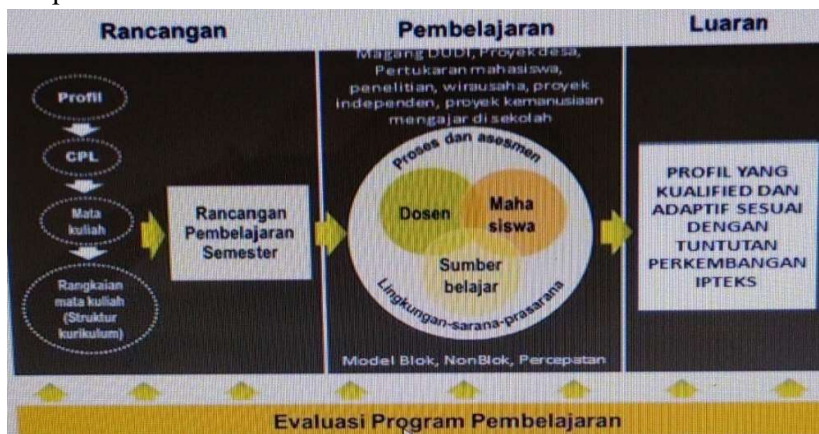 Rancangan
Pembelajaran
Luaran
Profil
CPL
Mata
kuliah
Rangkaian
mata kuliah
(Struktur
kurikulum)
Rancangan
Pembelajaran
Semester
Magang DUDI, Proyek desa,
Pertukaran mahasiswa,
penelitian, wirausaha, proyek
independen, proyek kemanusiaan
mengajar di sekolah
Proses dan asesmen
Dosen
Maha
siswa
Sumber
belajar
Lingkungan-sarana-prasarana
Model Blok, NonBlok, Percepatan
PROFIL YANG
KUALIFIED DAN
ADAPTIF SESUAI
DENGAN
TUNTUTAN
PERKEMBANGAN
IPTEKS
Evaluasi Program Pembelajaran